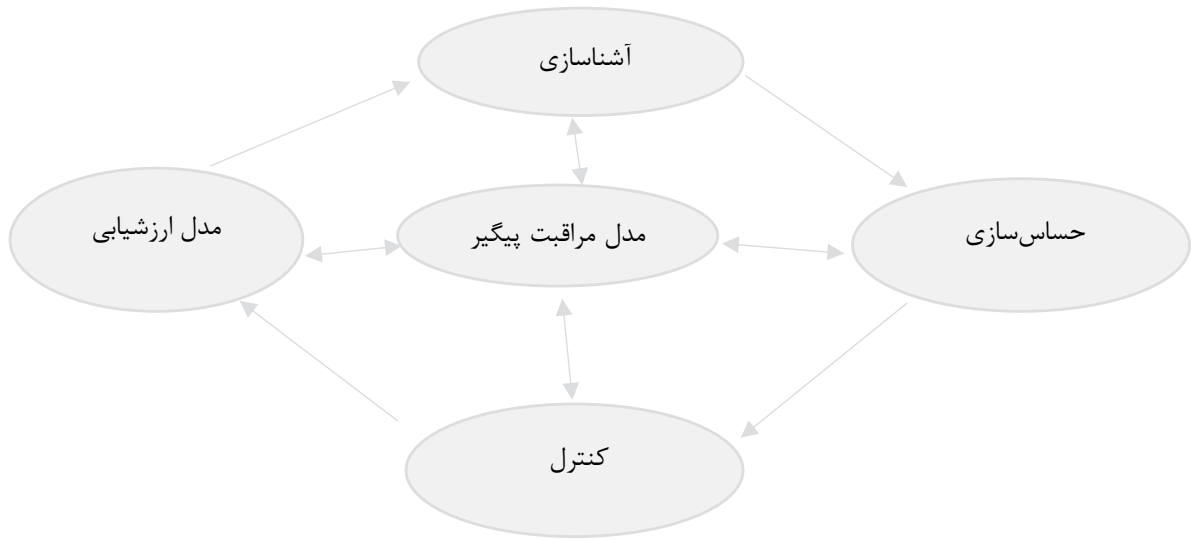 آشناسازی
حساس‌سازی
مدل مراقبت پیگیر
مدل ارزشیابی
کنترل